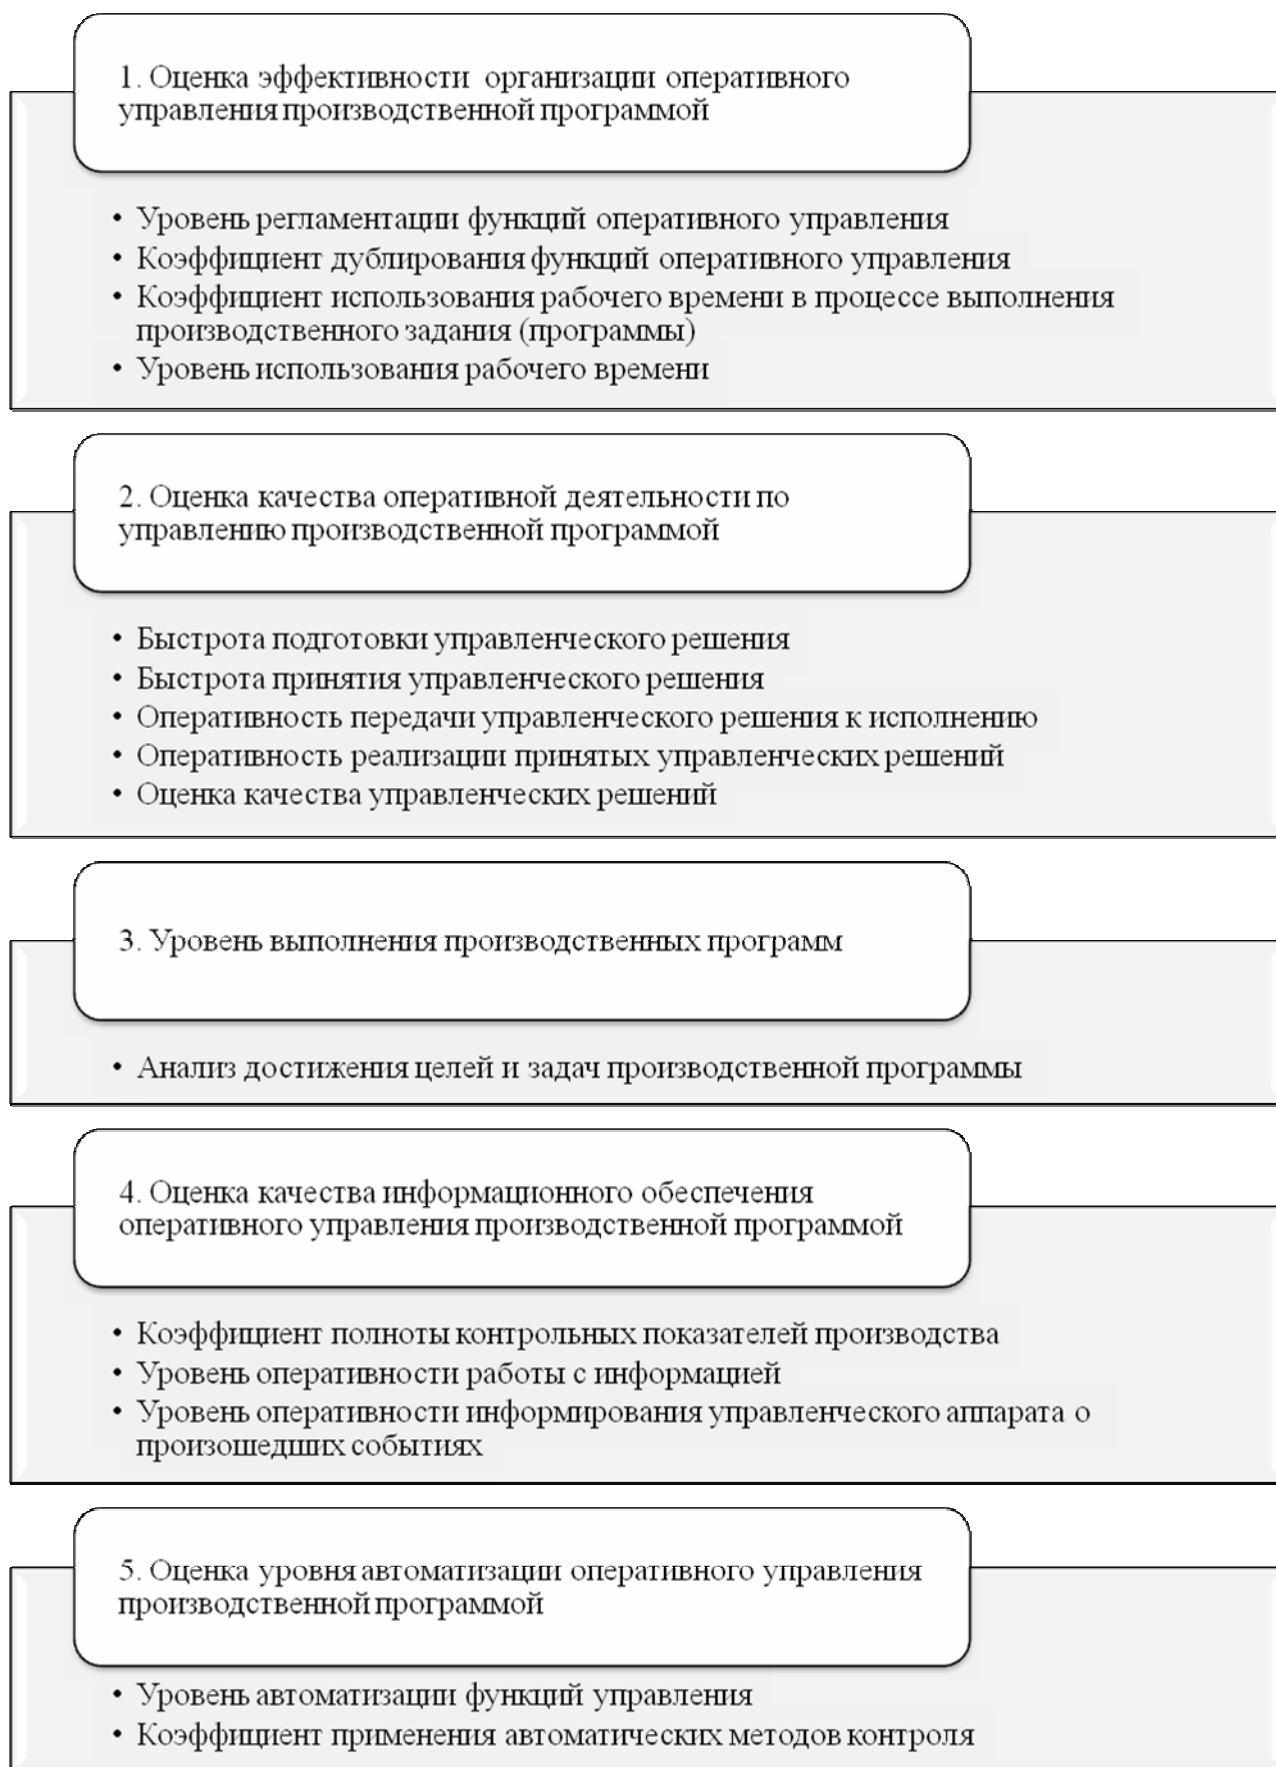 1. Оценка эффективности организации оперативного
управления производственной программой
• Уровень регламентации функций оперативного управления
• Коэффициент дублирования функций оперативного управления
• Коэффициент использования рабочего времени в процессе выполнения
производственного задания (программы)
• Уровень использования рабочего времени
2. Оценка качества оперативной деятельности по
управлению производственной программой
• Быстрота подготовки управленческого решения
• Быстрота принятия управленческого решения
• Оперативность передачи управленческого решения к исполнению
• Оперативность реализации принятых управленческих решений
• Оценка качества управленческих решений
3. Уровень выполнения производственных программ
• Анализ достижения целей и задач производственной программы
4. Оценка качества информационного обеспечения
оперативного управления производственной программой
• Коэффициент полноты контрольных показателей производства
• Уровень оперативности работы с информацией
• Уровень оперативности информирования управленческого аппарата о
произошедших событиях
5. Оценка уровня автоматизации оперативного управления
производственной программой
• Уровень автоматизации функций управления
• Коэффициент применения автоматических методов контроля